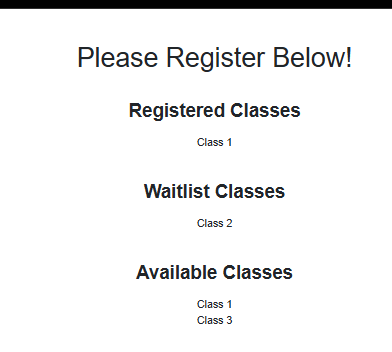 Please Register Below!
Registered Classes
Class 1
Waitlist Classes
Class 2
Available Classes
Class 1
Class 3